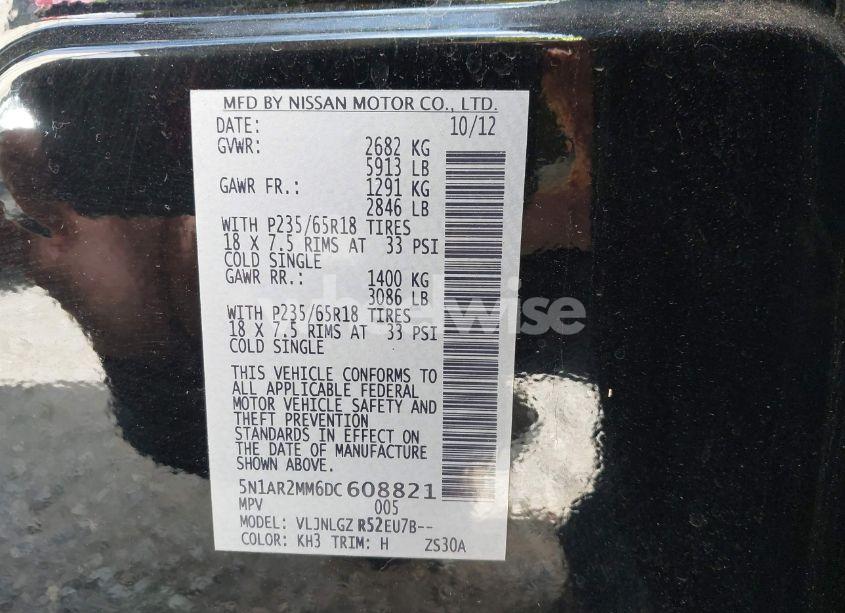 MFD BY NISSAN MOTOR CO., LTD.
DATE: 10/12
GVWR: 2682 KG
5913 LB
GAWR FR.: 1291 KG
2846 LB
WITH P235/65R18 TIRES
18 X 7.5 RIMS AT 33 PSI
COLD SINGLE
GAWR RR.: 1400 KG
3086 LB
WITH P235/65R18 TIRES
18 X 7.5 RIMS AT 33 PSI
COLD SINGLE
THIS VEHICLE CONFORMS TO
ALL APPLICABLE FEDERAL
MOTOR VEHICLE SAFETY AND
THEFT PREVENTION
STANDARDS IN EFFECT ON
THE DATE OF MANUFACTURE
SHOWN ABOVE.
5N1AR2MM6DC608821
MPV 005
MODEL: VLJNLGZ R52EU7B--
COLOR: KH3 TRIM: H ZS30A
wheelwise